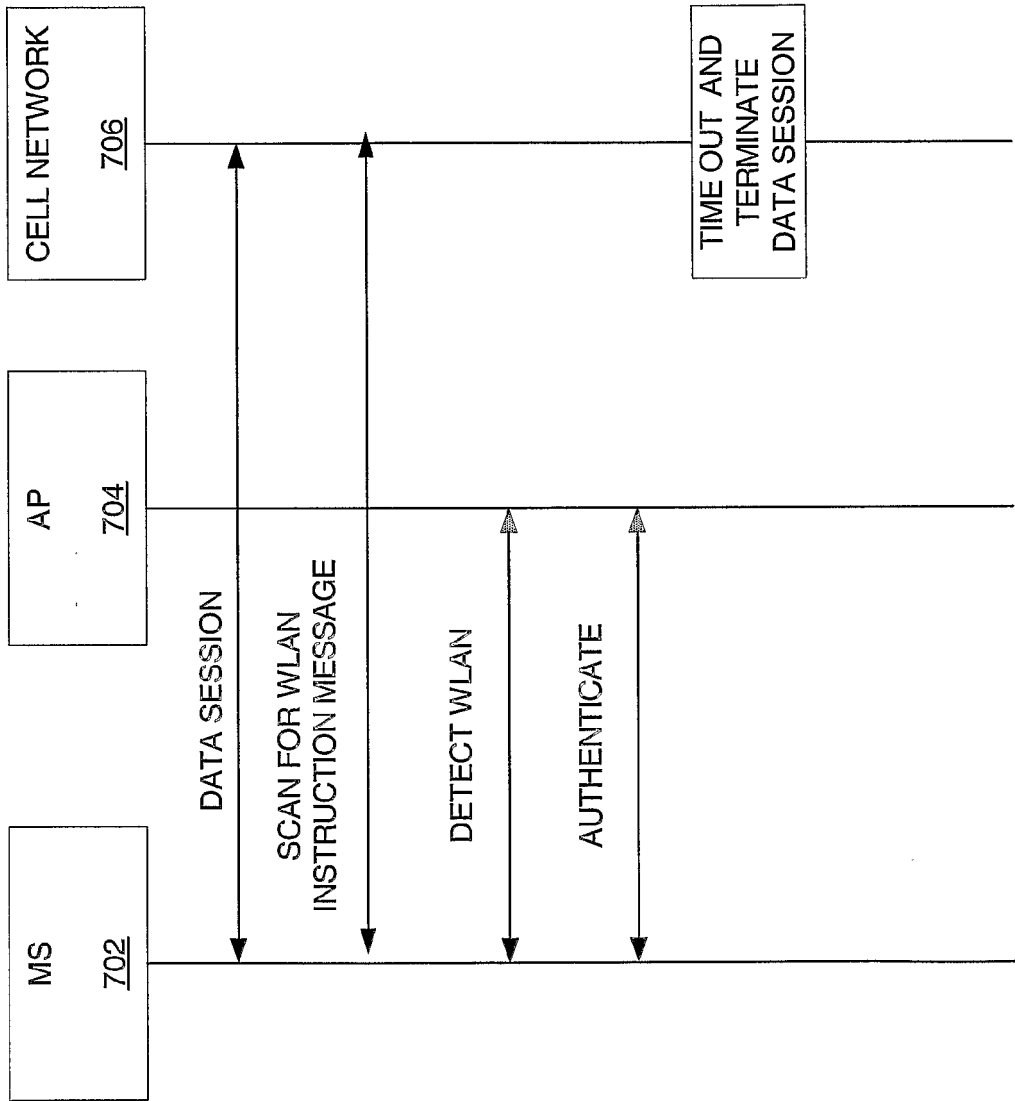 MS
702
AP
704
CELL NETWORK
706
DATA SESSION
SCAN FOR WLAN
INSTRUCTION MESSAGE
DETECT WLAN
AUTHENTICATE
TIME OUT AND
TERMINATE
DATA SESSION